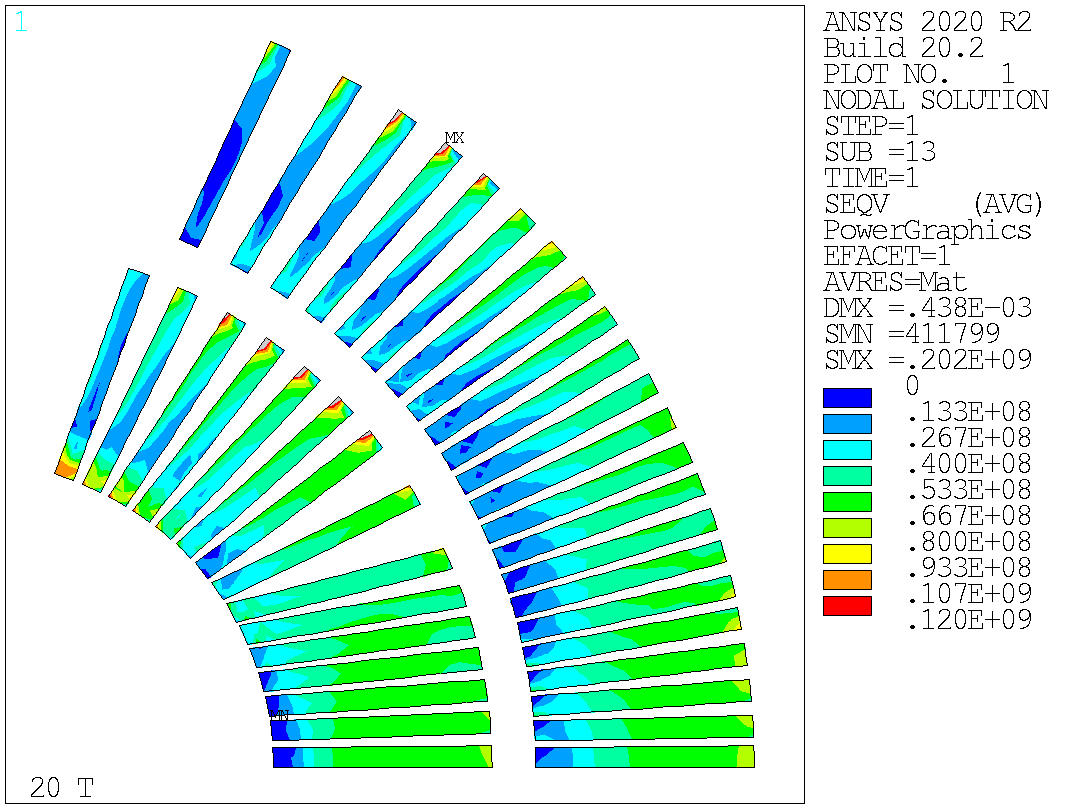 1
ANSYS 2020 R2
Build 20.2
PLOT NO.   1
NODAL SOLUTION
STEP=1
SUB =13
TIME=1
SEQV     (AVG)
PowerGraphics
EFACET=1
AVRES=Mat
DMX =.438E-03
SMN =411799
SMX =.202E+09
0
.133E+08
.267E+08
.400E+08
.533E+08
.667E+08
.800E+08
.933E+08
.107E+09
.120E+09
MX
MN
20 T